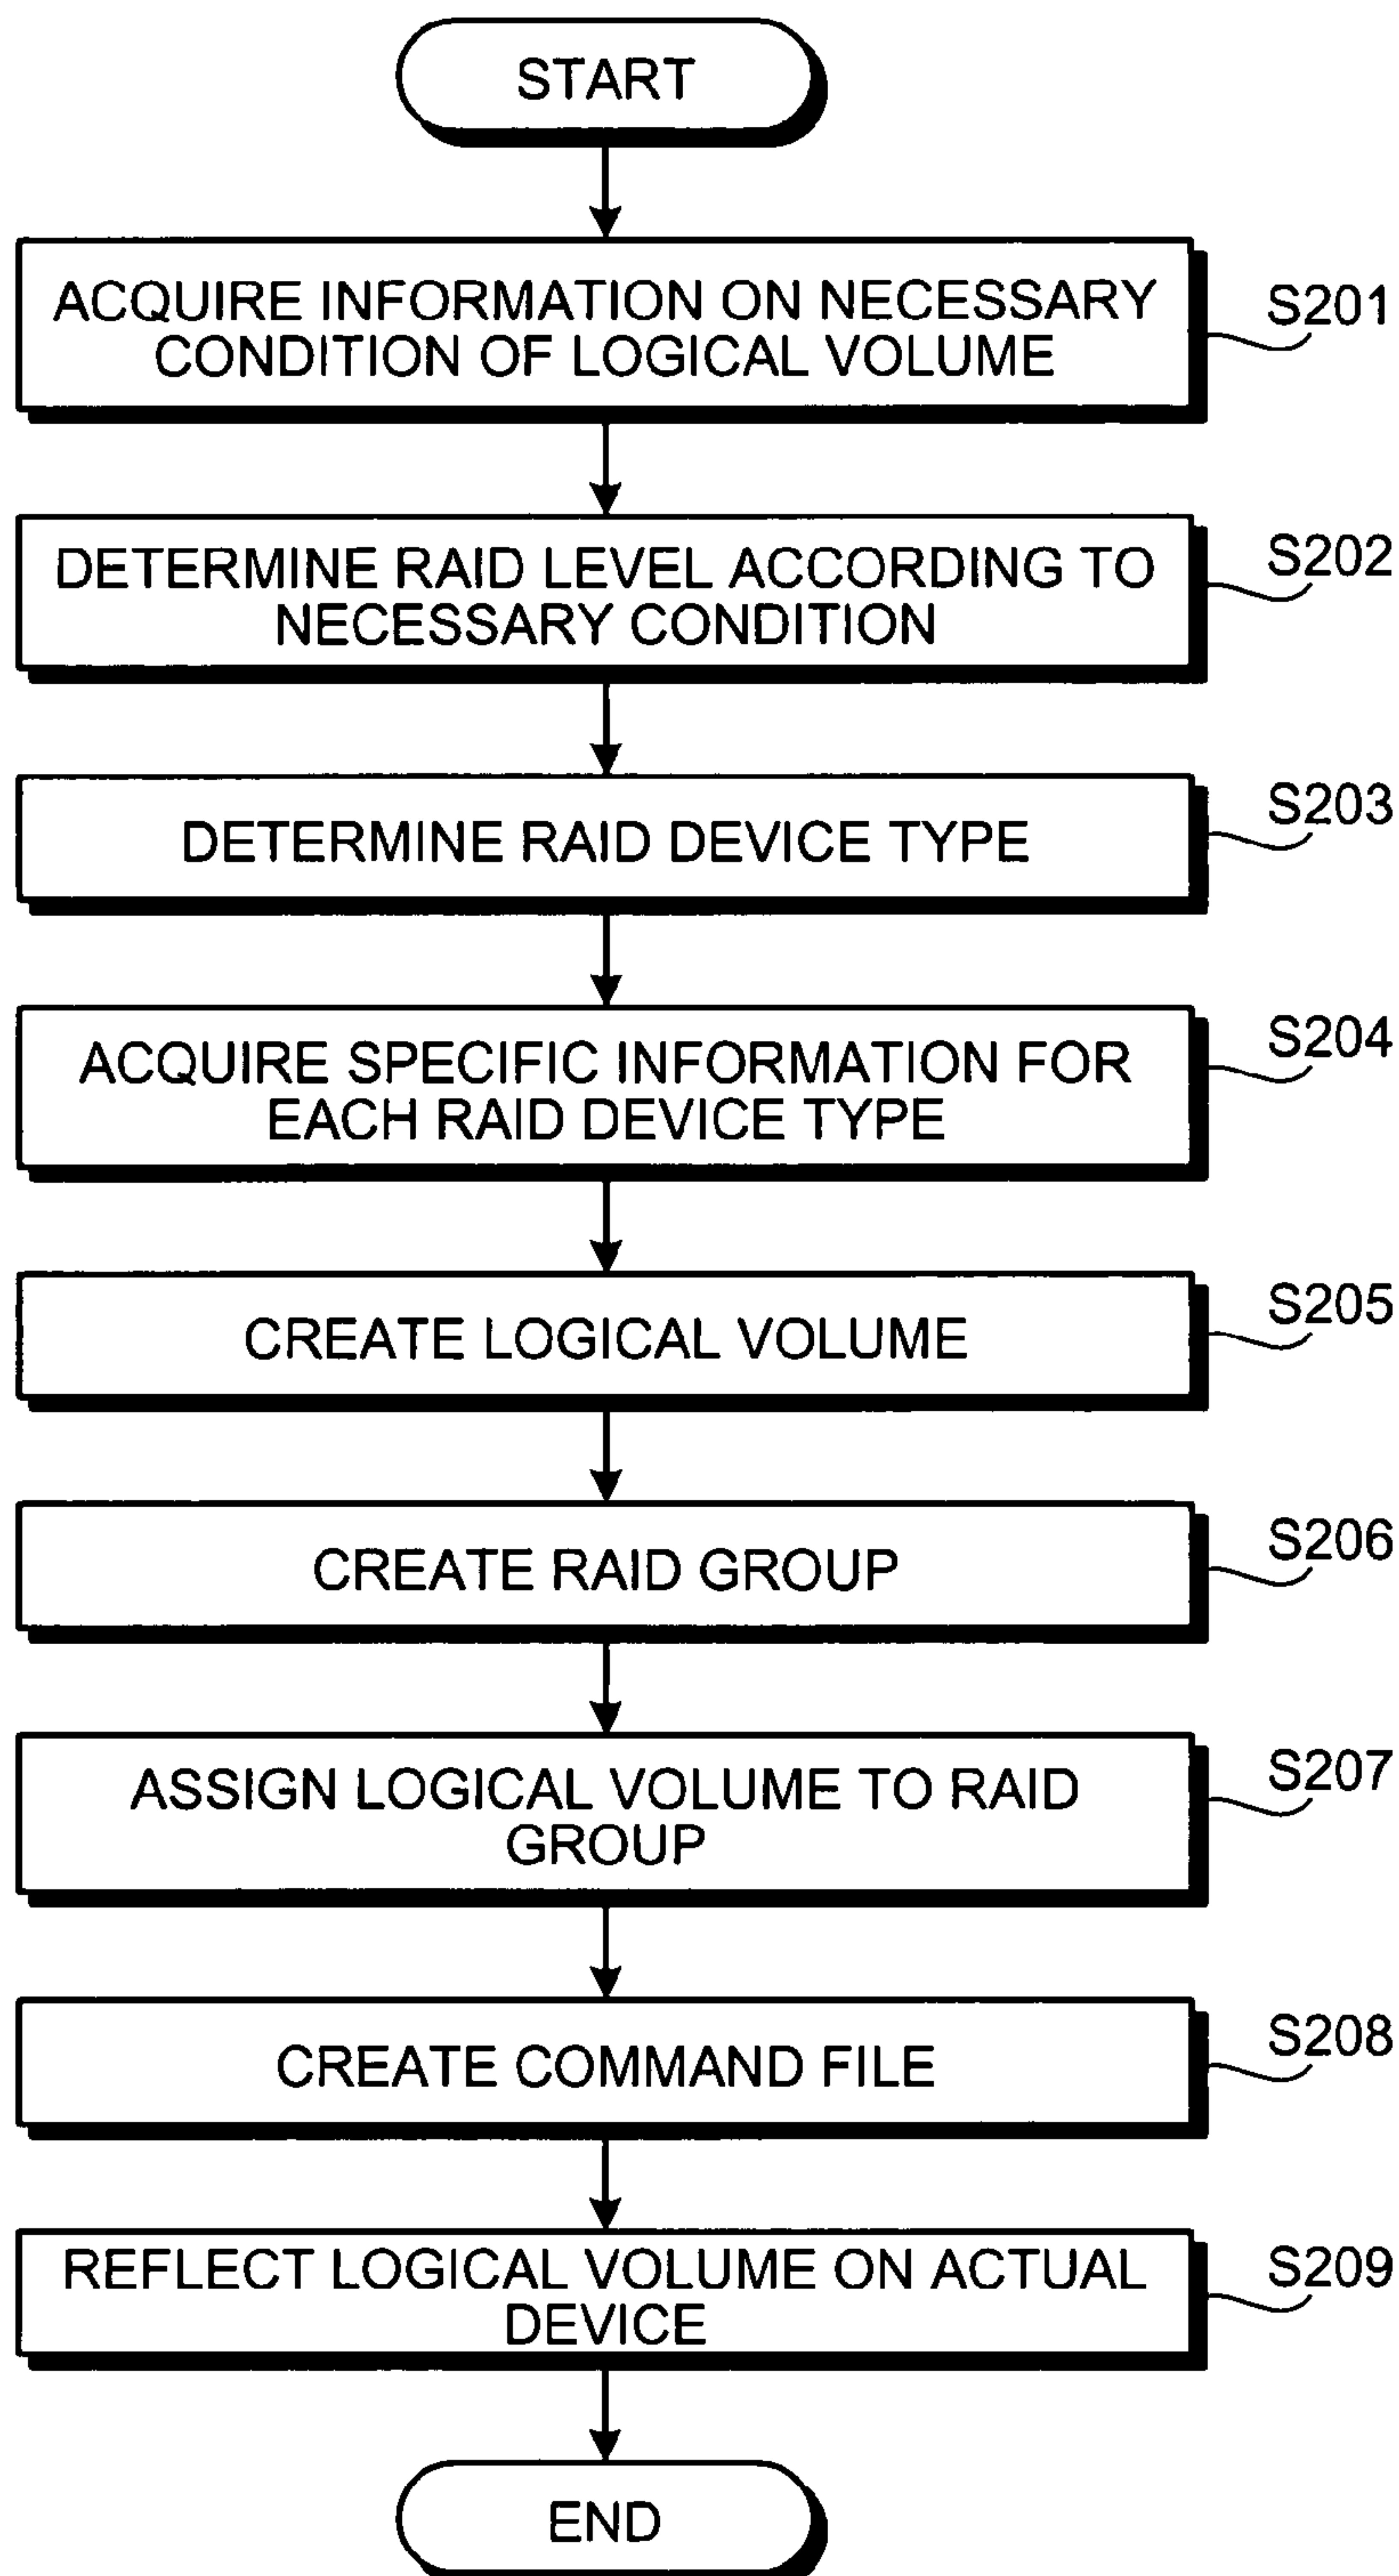 START
ACQUIRE INFORMATION ON NECESSARY
CONDITION OF LOGICAL VOLUME
S201
DETERMINE RAID LEVEL ACCORDING TO
NECESSARY CONDITION
S202
DETERMINE RAID DEVICE TYPE
S203
ACQUIRE SPECIFIC INFORMATION FOR
EACH RAID DEVICE TYPE
S204
CREATE LOGICAL VOLUME
S205
CREATE RAID GROUP
S206
ASSIGN LOGICAL VOLUME TO RAID
GROUP
S207
CREATE COMMAND FILE
S208
REFLECT LOGICAL VOLUME ON ACTUAL
DEVICE
S209
END